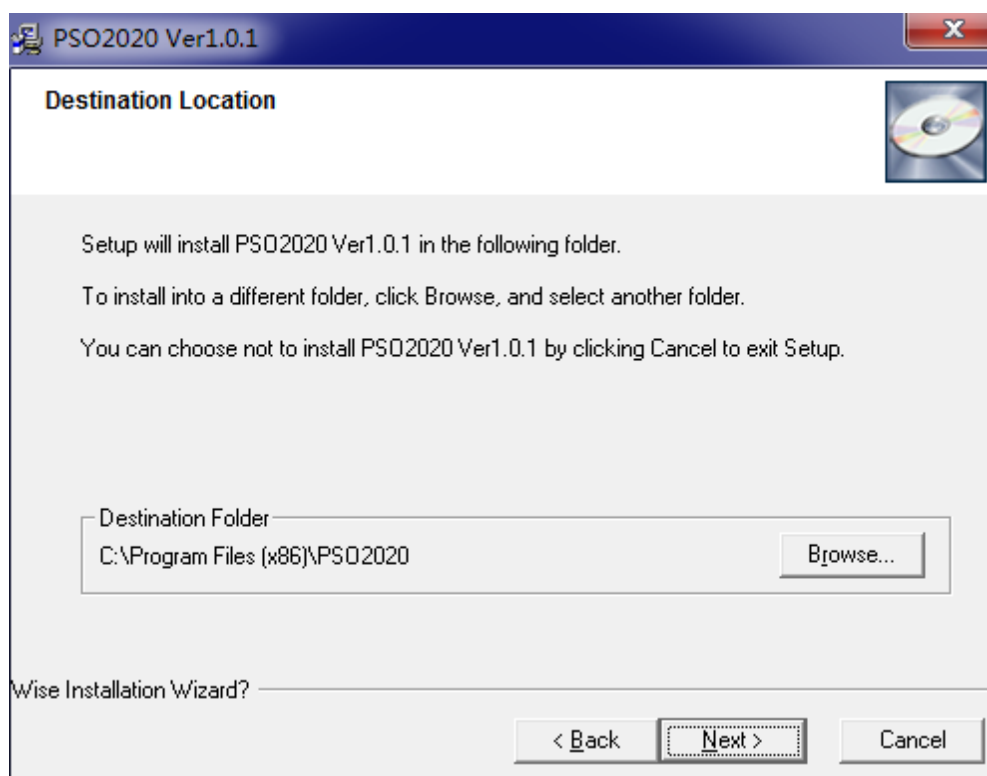 PSO2020 Ver1.0.1
x
Destination Location
Setup will install PSO2020 Ver1.0.1 in the following folder.
To install into a different folder, click Browse, and select another folder.
You can choose not to install PSO2020 Ver1.0.1 by clicking Cancel to exit Setup.
Destination Folder
C:\Program Files (x86)\PSO2020
Browse...
Wise Installation Wizard?
< Back Next > Cancel